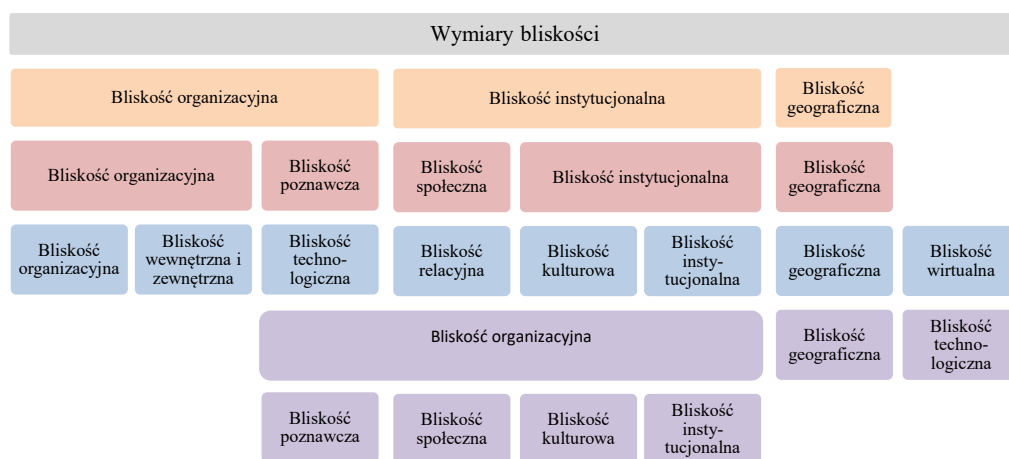 Wymiary bliskości
Bliskość organizacyjna
Bliskość instytucjonalna
Bliskość
geograficzna
Bliskość organizacyjna
Bliskość
poznawcza
Bliskość
społeczna
Bliskość instytucjonalna
Bliskość
geograficzna
Bliskość
organizacyjna
Bliskość
wewnętrzna i
zewnętrzna
Bliskość
techno-
logiczna
Bliskość
relacyjna
Bliskość
kulturowa
Bliskość
insty-
tucjonalna
Bliskość
geograficzna
Bliskość
wirtualna
Bliskość organizacyjna
Bliskość
geograficzna
Bliskość
techno-
logiczna
Bliskość
poznawcza
Bliskość
społeczna
Bliskość
kulturowa
Bliskość
insty-
tucjonalna